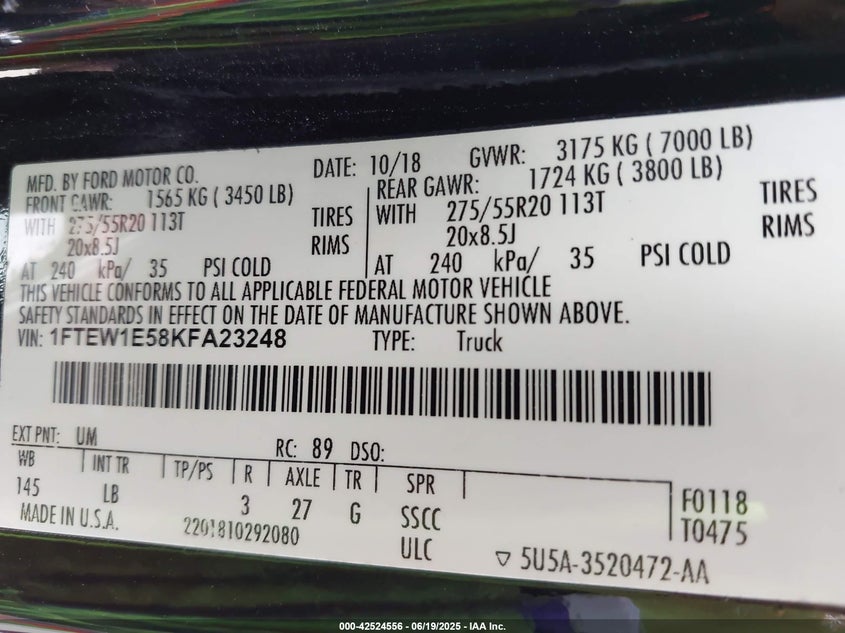 MFD. BY FORD MOTOR CO. DATE: 10/18 GVWR: 3175 KG ( 7000 LB)
FRONT GAWR: 1565 KG ( 3450 LB) REAR GAWR: 1724 KG ( 3800 LB)
WITH 275/55R20 113T TIRES WITH 275/55R20 113T TIRES
20x8.5J RIMS 20x8.5J RIMS
AT 240 kPa/ 35 PSI COLD AT 240 kPa/ 35 PSI COLD
THIS VEHICLE CONFORMS TO ALL APPLICABLE FEDERAL MOTOR VEHICLE
SAFETY STANDARDS IN EFFECT ON THE DATE OF MANUFACTURE SHOWN ABOVE.
VIN: 1FTEW1E58KFA23248 TYPE: Truck
EXT PNT: UM RC: 89 DSO:
WB INT TR TP/PS R AXLE TR SPR
145 LB 3 27 G SSCC F0118
MADE IN U.S.A. 2201810292080 ULC T0475
5U5A-3520472-AA
000-42524556 - 06/19/2025 - IAA Inc.